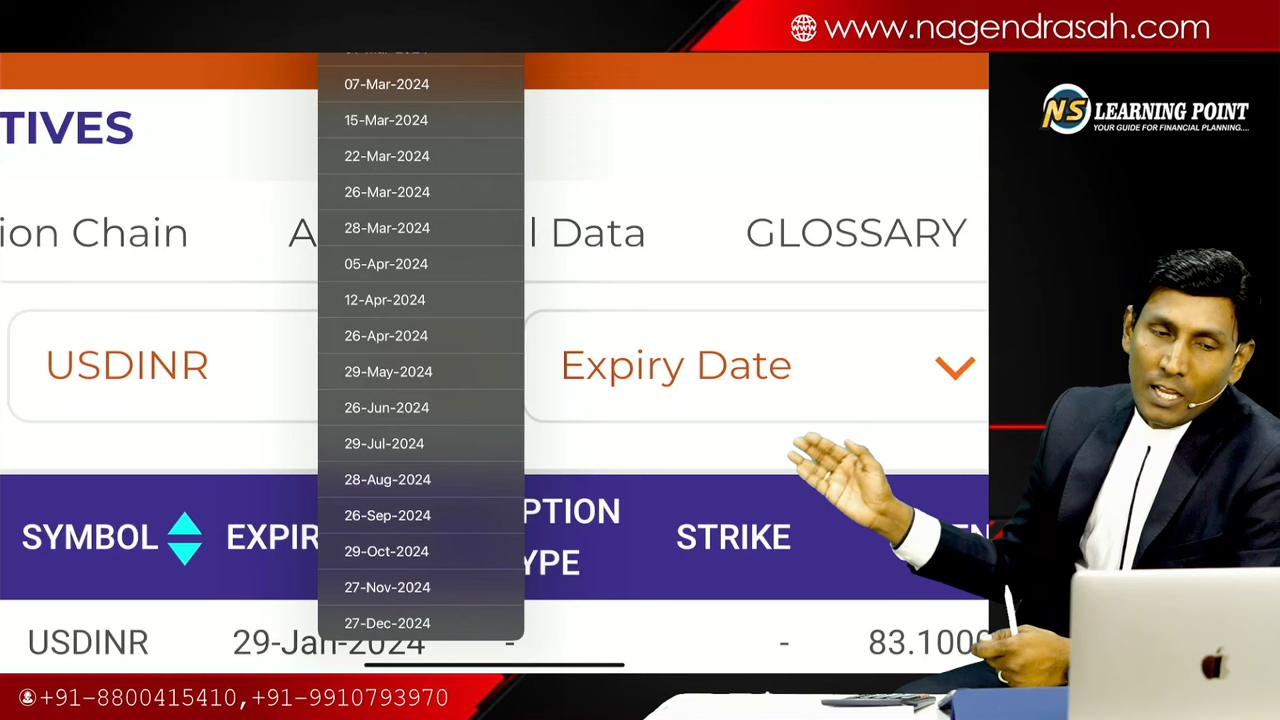 www.nagendrasah.com
NS LEARNING POINT
YOUR GUIDE FOR FINANCIAL PLANNING....
TIVES
ion Chain
A
l Data
GLOSSARY
USDINR
Expiry Date
07-Mar-2024
15-Mar-2024
22-Mar-2024
26-Mar-2024
28-Mar-2024
05-Apr-2024
12-Apr-2024
26-Apr-2024
29-May-2024
26-Jun-2024
29-Jul-2024
28-Aug-2024
26-Sep-2024
29-Oct-2024
27-Nov-2024
27-Dec-2024
SYMBOL
EXPIR
PTION
YPE
STRIKE
EN
USDINR
29-Jan-2024
-
-
83.1000
+91-8800415410,+91-9910793970